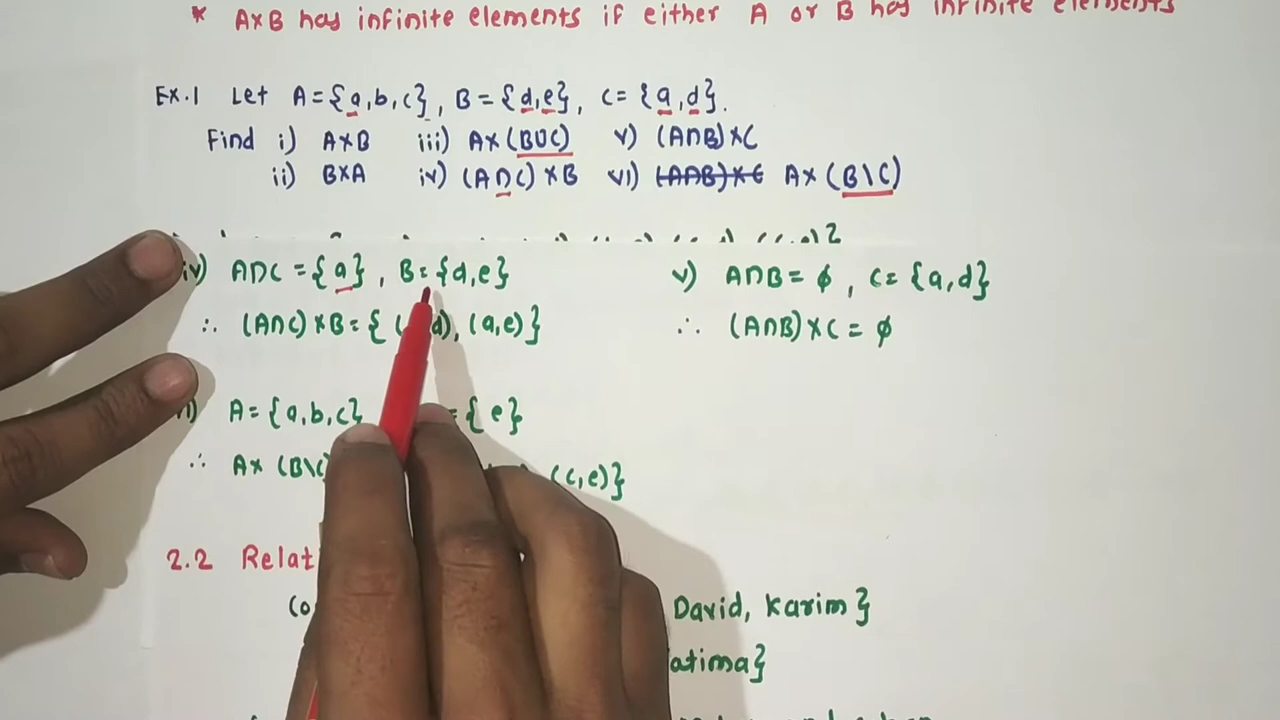 * A×B has infinite elements if either A or B has infinite elements
Ex.1 Let A={a,b,c}, B={d,e}, C={a,d}.
Find i) A×B iii) A×(B∪C) v) (A∩B)×C
ii) B×A iv) (A∩C)×B vi) (A∩B)×C A×(B\C)
iv) A∩C={a}, B={d,e} v) A∩B=ϕ, C={a,d}
∴ (A∩C)×B={( d), (a,e)} ∴ (A∩B)×C=ϕ
A={a,b,c} ={e}
∴ A×(B\C) (c,e)}
2.2 Relati
David, Karim}
atima}